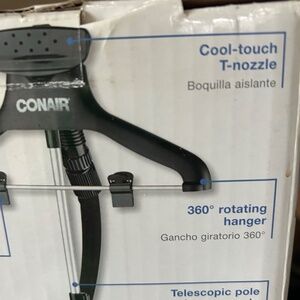 Cool-touch
T-nozzle
Boquilla aislante
CONAIR
360° rotating
hanger
Gancho giratorio 360°
Telescopic pole